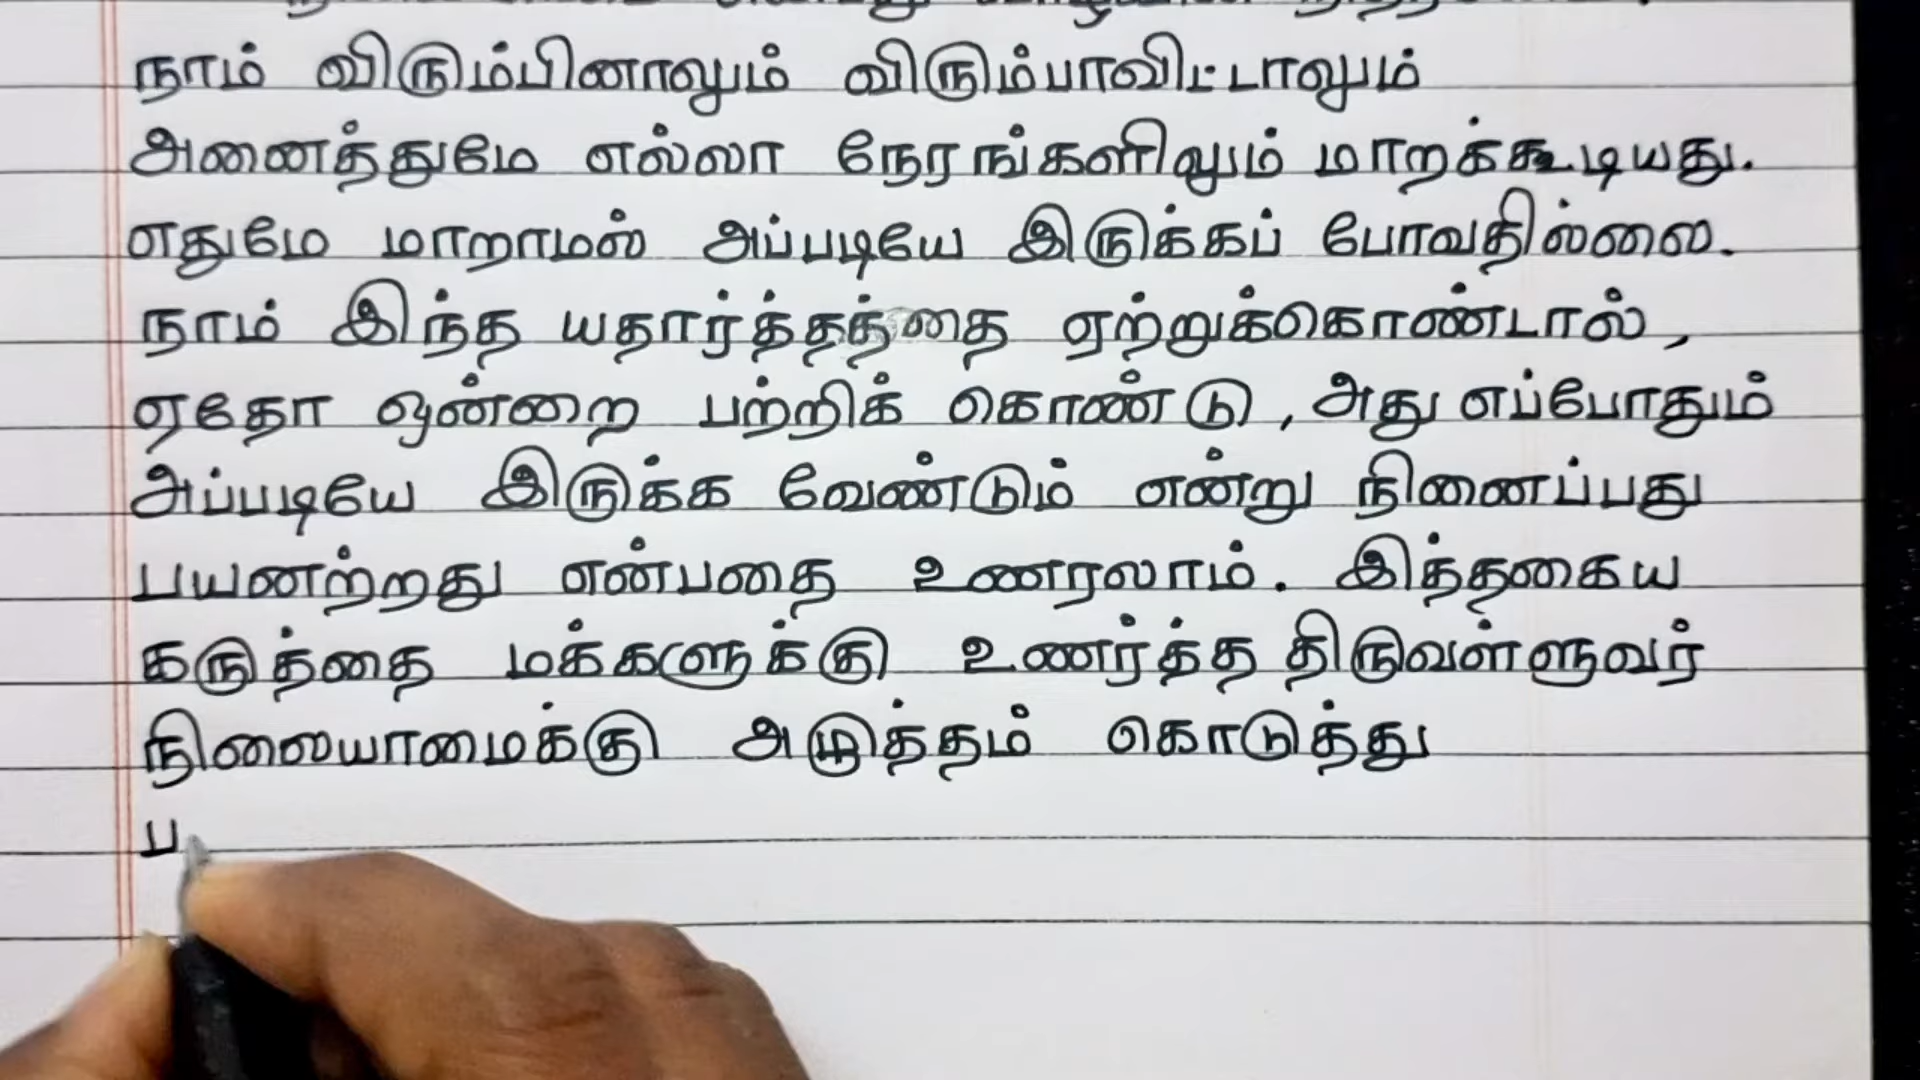 நாம் விரும்பினாலும் விரும்பாவிட்டாலும்
அனைத்துமே எல்லா நேரங்களிலும் மாறக்கூடியது.
எதுமே மாறாமல் அப்படியே இருக்கப் போவதில்லை.
நாம் இந்த யதார்த்தத்தை ஏற்றுக்கொண்டால்,
ஏதோ ஒன்றை பற்றிக் கொண்டு, அது எப்போதும்
அப்படியே இருக்க வேண்டும் என்று நினைப்பது
பயனற்றது என்பதை உணரலாம். இத்தகைய
கருத்தை மக்களுக்கு உணர்த்த திருவள்ளுவர்
நிலையாமைக்கு அழுத்தம் கொடுத்து
ப